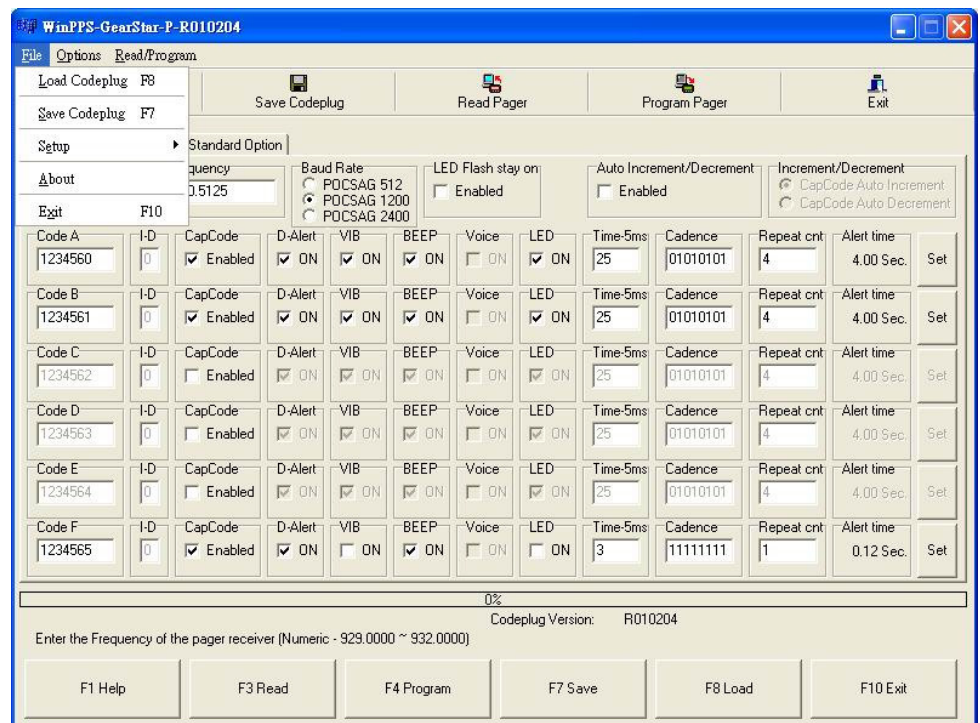 WinPPS-GearStar-P-R010204
File Options Read/Program
Load Codeplug F8
Save Codeplug F7
Setup
About
Exit F10
Save Codeplug Read Pager Program Pager Exit
Standard Option
quency
0.5125
Baud Rate
POCSAG 512
POCSAG 1200
POCSAG 2400
LED Flash stay on
Enabled
Auto Increment/Decrement
Enabled
Increment/Decrement
CapCode Auto Increment
CapCode Auto Decrement
Code A I-D CapCode D-Alert VIB BEEP Voice LED Time-5ms Cadence Repeat cnt Alert time
1234560 0 Enabled ON ON ON ON ON 25 01010101 4 4.00 Sec. Set
Code B I-D CapCode D-Alert VIB BEEP Voice LED Time-5ms Cadence Repeat cnt Alert time
1234561 0 Enabled ON ON ON ON ON 25 01010101 4 4.00 Sec. Set
Code C I-D CapCode D-Alert VIB BEEP Voice LED Time-5ms Cadence Repeat cnt Alert time
1234562 0 Enabled ON ON ON ON ON 25 01010101 4 4.00 Sec. Set
Code D I-D CapCode D-Alert VIB BEEP Voice LED Time-5ms Cadence Repeat cnt Alert time
1234563 0 Enabled ON ON ON ON ON 25 01010101 4 4.00 Sec. Set
Code E I-D CapCode D-Alert VIB BEEP Voice LED Time-5ms Cadence Repeat cnt Alert time
1234564 0 Enabled ON ON ON ON ON 25 01010101 4 4.00 Sec. Set
Code F I-D CapCode D-Alert VIB BEEP Voice LED Time-5ms Cadence Repeat cnt Alert time
1234565 0 Enabled ON ON ON ON ON 3 11111111 1 0.12 Sec. Set
0%
Codeplug Version: R010204
Enter the Frequency of the pager receiver (Numeric - 929.0000 ~ 932.0000)
F1 Help F3 Read F4 Program F7 Save F8 Load F10 Exit